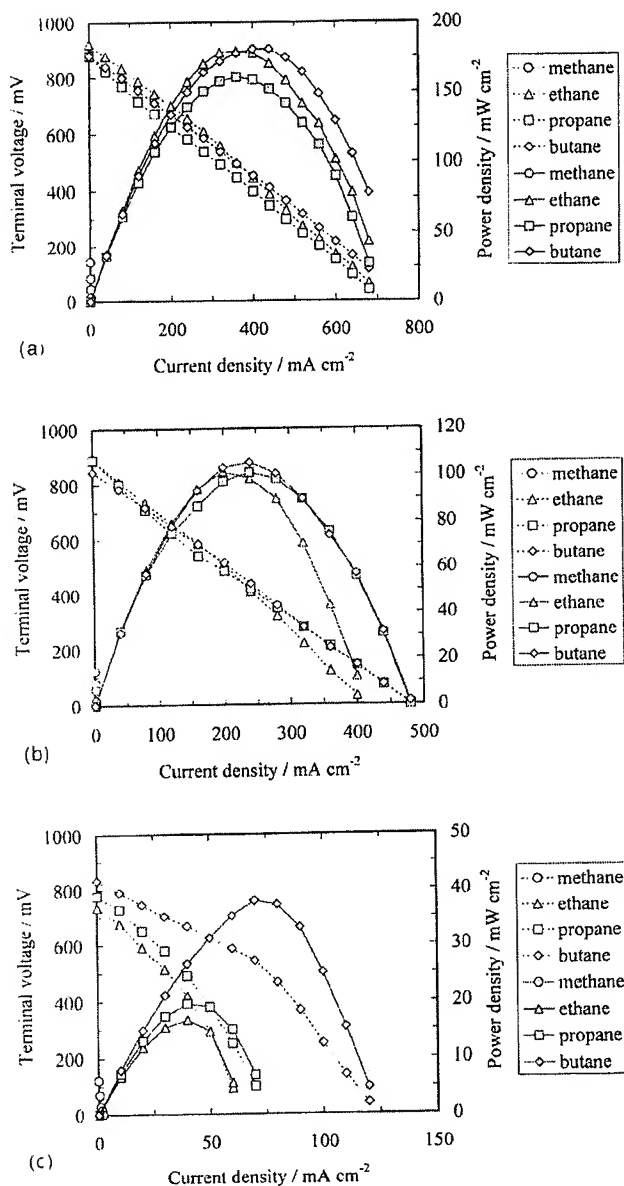 1000
800
600
400
200
0
Terminal voltage / mV
200
150
100
50
0
Power density / mW cm-2
0 200 400 600 800
Current density / mA cm-2
(a)
methane
ethane
propane
butane
methane
ethane
propane
butane
1000
800
600
400
200
0
Terminal voltage / mV
120
100
80
60
40
20
0
Power density / mW cm-2
0 100 200 300 400 500
Current density / mA cm-2
(b)
methane
ethane
propane
butane
methane
ethane
propane
butane
1000
800
600
400
200
0
Terminal voltage / mV
50
40
30
20
10
0
Power density / mW cm-2
0 50 100 150
Current density / mA cm-2
(c)
methane
ethane
propane
butane
methane
ethane
propane
butane